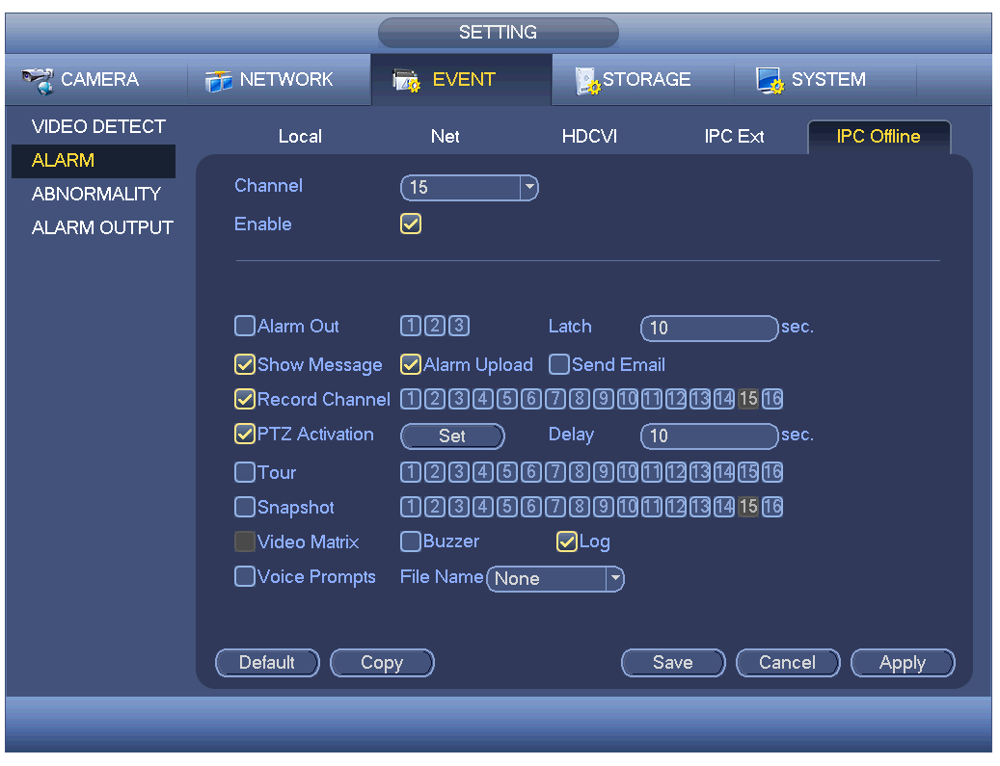 SETTING
CAMERA NETWORK EVENT STORAGE SYSTEM
VIDEO DETECT
ALARM
ABNORMALITY
ALARM OUTPUT
Local Net HDCVI IPC Ext IPC Offline
Channel 15
Enable
Alarm Out 1 2 3 Latch 10 sec.
Show Message Alarm Upload Send Email
Record Channel 1 2 3 4 5 6 7 8 9 10 11 12 13 14 15 16
PTZ Activation Set Delay 10 sec.
Tour 1 2 3 4 5 6 7 8 9 10 11 12 13 14 15 16
Snapshot 1 2 3 4 5 6 7 8 9 10 11 12 13 14 15 16
Video Matrix Buzzer Log
Voice Prompts File Name None
Default Copy Save Cancel Apply